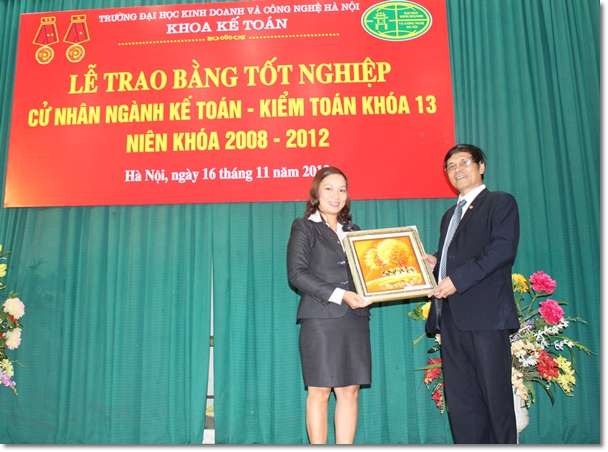 TRƯỜNG ĐẠI HỌC KINH DOANH VÀ CÔNG NGHỆ HÀ NỘI
KHOA KẾ TOÁN
LỄ TRAO BẰNG TỐT NGHIỆP
CỬ NHÂN NGÀNH KẾ TOÁN - KIỂM TOÁN KHÓA 13
NIÊN KHÓA 2008 - 2012
Hà Nội, ngày 16 tháng 11 năm